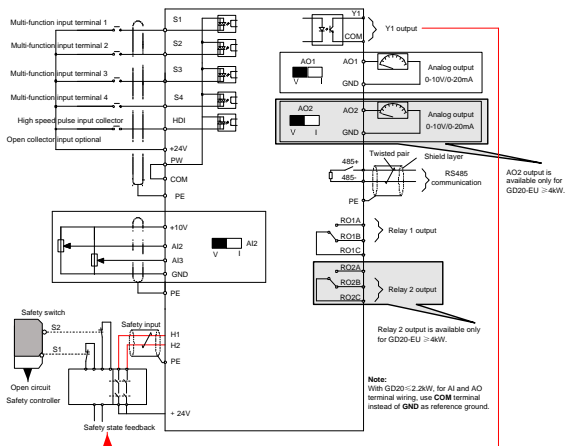 Multi-function input terminal 1
S1
Multi-function input terminal 2
S2
Multi-function input terminal 3
S3
Multi-function input terminal 4
S4
High speed pulse input collector
HDI
Open collector input optional
+24V
PW
COM
PE
+10V
AI2
AI3
GND
PE
AI2
V I
Safety switch
S2
S1
Open circuit
Safety controller
Safety input
H1
H2
PE
+ 24V
Safety state feedback
Y1
COM
Y1 output
AO1
V I
AO1
GND
Analog output
0-10V/0-20mA
AO2
V I
AO2
GND
Analog output
0-10V/0-20mA
AO2 output is
available only for
GD20-EU ≥4kW.
Twisted pair
Shield layer
485+
485-
PE
RS485
communication
RO1A
RO1B
RO1C
Relay 1 output
RO2A
RO2B
RO2C
Relay 2 output
Relay 2 output is available only
for GD20-EU ≥4kW.
Note:
With GD20≤2.2kW, for AI and AO
terminal wiring, use COM terminal
instead of GND as reference ground.